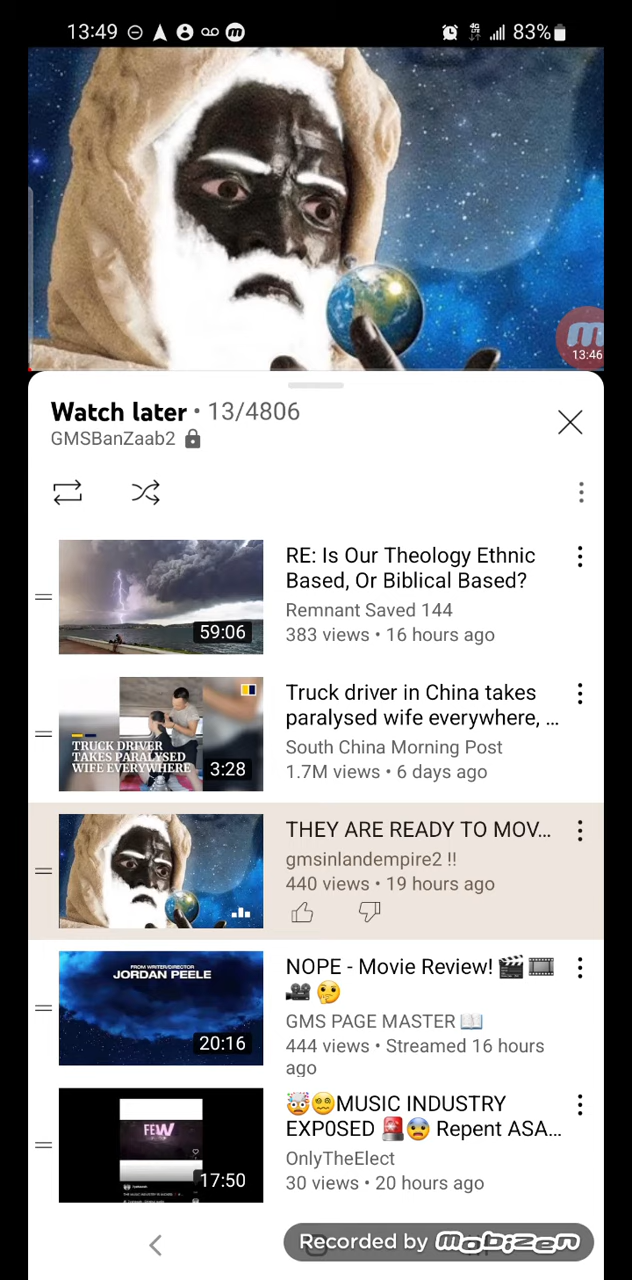 13:49
83%
m
13:46
Watch later • 13/4806
GMSBanZaab2
RE: Is Our Theology Ethnic
Based, Or Biblical Based?
59:06
Remnant Saved 144
383 views • 16 hours ago
Truck driver in China takes
paralysed wife everywhere, ...
TRUCK DRIVER
TAKES PARALYSED
WIFE EVERYWHERE
3:28
South China Morning Post
1.7M views • 6 days ago
THEY ARE READY TO MOV...
gmsinlandempire2 !!
440 views • 19 hours ago
FROM WRITER/DIRECTOR
JORDAN PEELE
20:16
NOPE - Movie Review! 🎬🎞️
🎥🤔
GMS PAGE MASTER 📖
444 views • Streamed 16 hours
ago
FEW
17:50
🤯😵‍💫MUSIC INDUSTRY
EXP0SED 🚨😨 Repent ASA...
OnlyTheElect
30 views • 20 hours ago
Recorded by mobizen